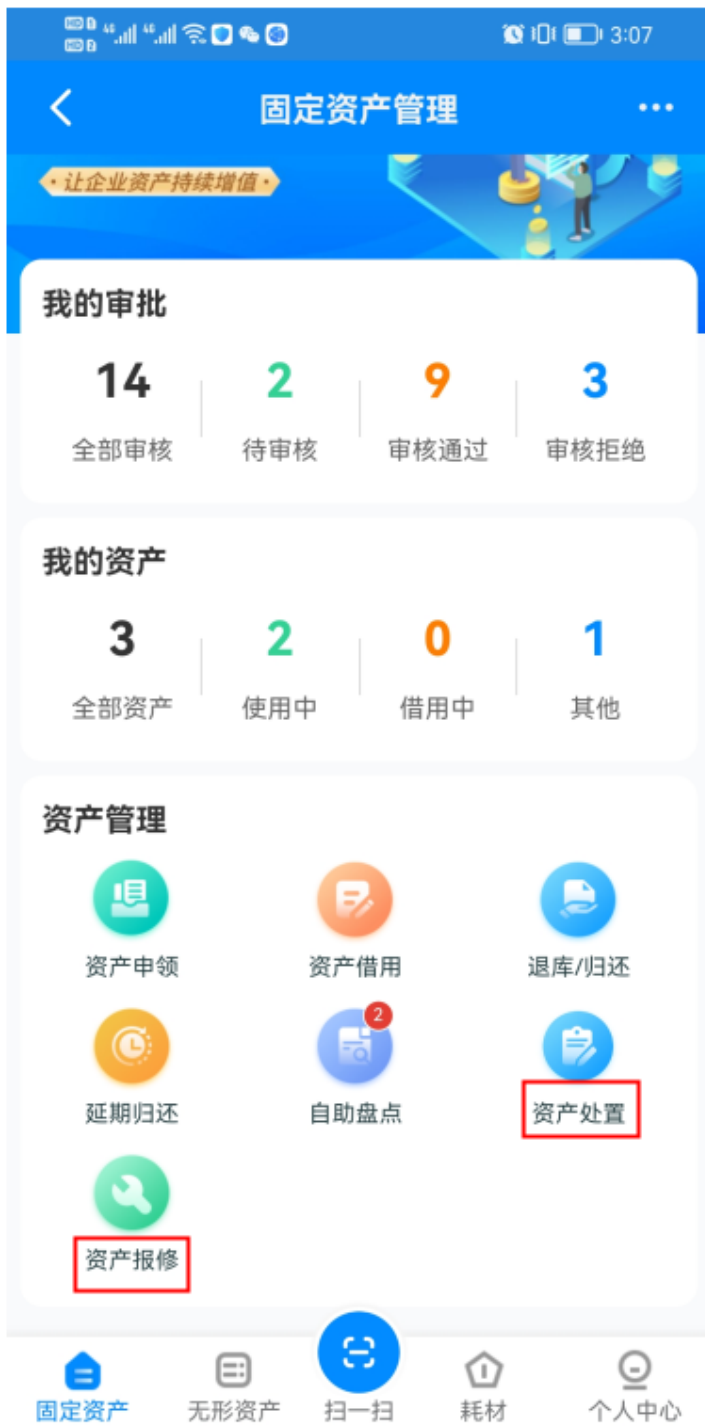 3:07
固定资产管理
·让企业资产持续增值·
我的审批
14 2 9 3
全部审核 待审核 审核通过 审核拒绝
我的资产
3 2 0 1
全部资产 使用中 借用中 其他
资产管理
资产申领 资产借用 退库/归还
2
延期归还 自助盘点 资产处置
资产报修
固定资产 无形资产 扫一扫 耗材 个人中心